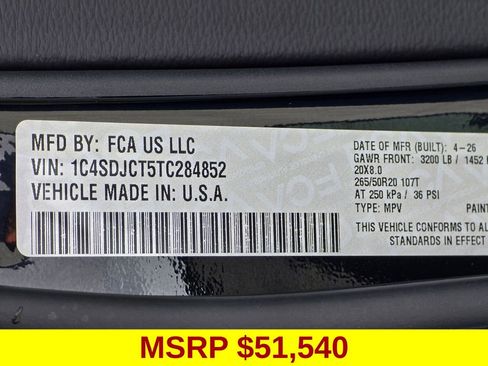 MFD BY: FCA US LLC
VIN: 1C4SDJCT5TC284852
VEHICLE MADE IN: U.S.A.
DATE OF MFR (BUILT): 4-26
GAWR FRONT: 3200 LB / 1452 K
20X8.0
265/50R20 107T
AT 250 kPa / 36 PSI
TYPE: MPV PAIN
THIS VEHICLE CONFORMS TO AL
STANDARDS IN EFFECT
MSRP $51,540